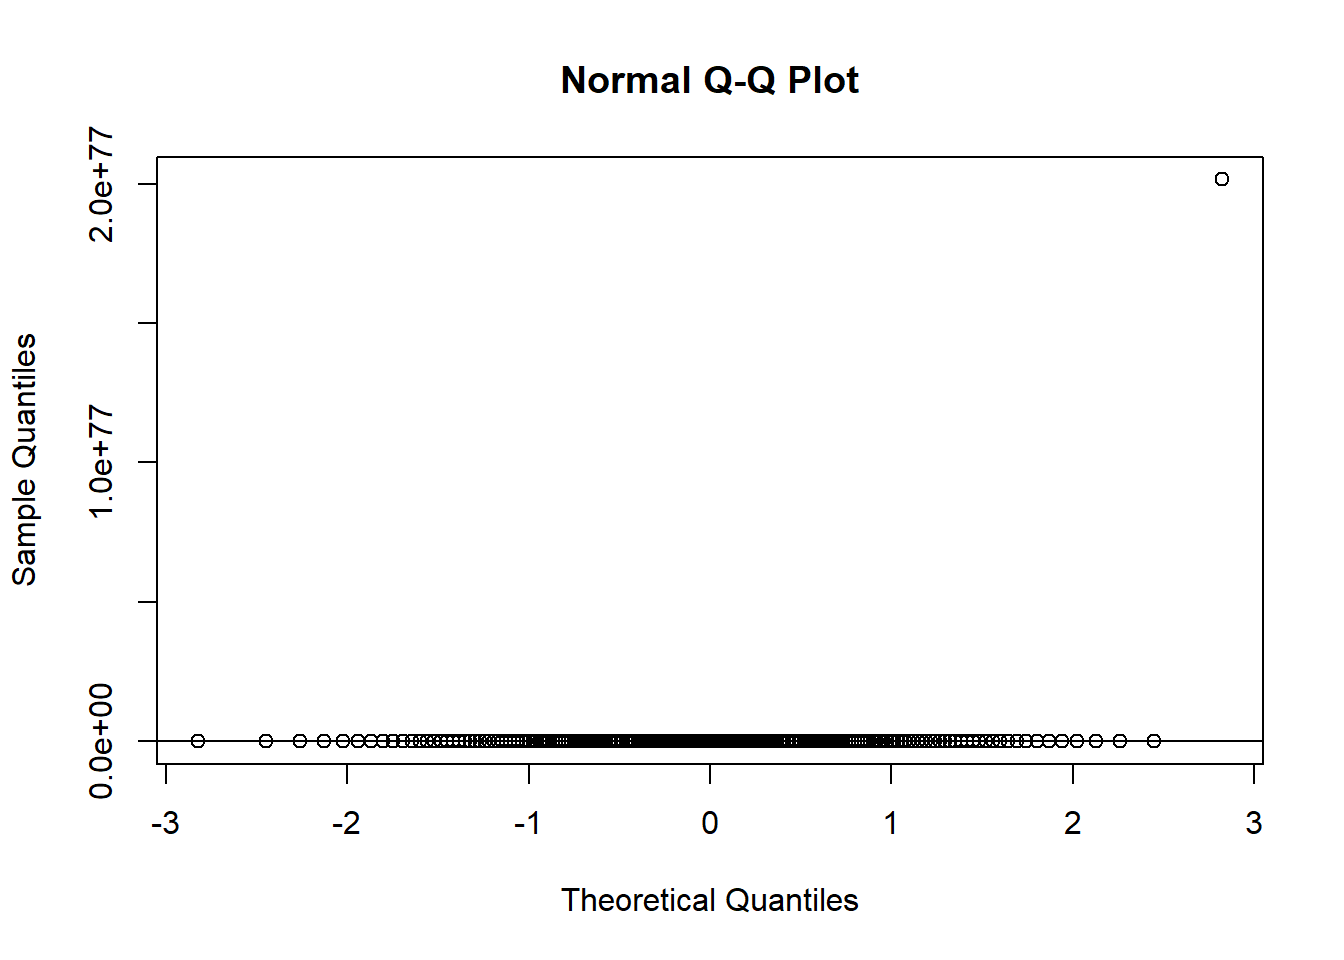 Normal Q-Q Plot
2.0e+77
1.0e+77
0.0e+00
Sample Quantiles
-3 -2 -1 0 1 2 3
Theoretical Quantiles